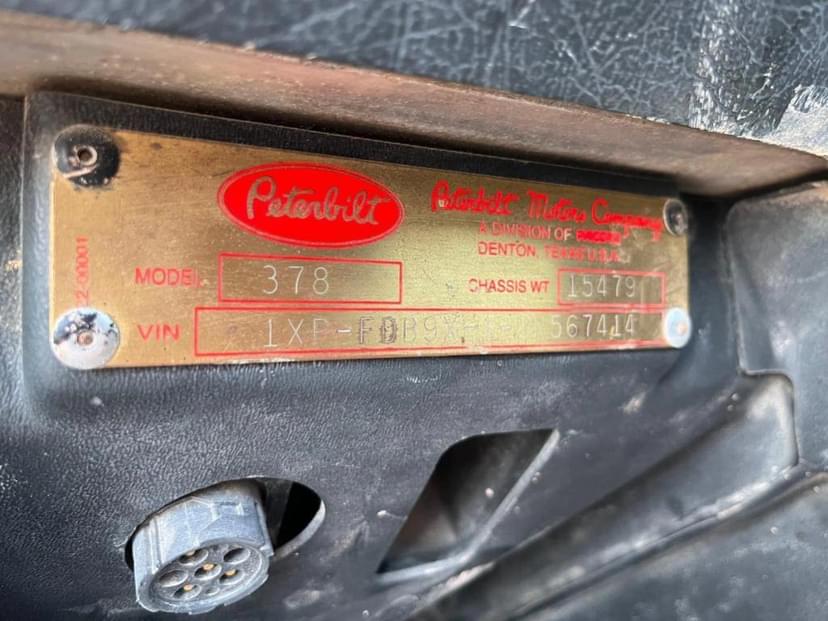 Peterbilt
Peterbilt Motors Company
A DIVISION OF
DENTON, TEXAS U.S.A.
MODEL 378
CHASSIS WT 15479
VIN 567414